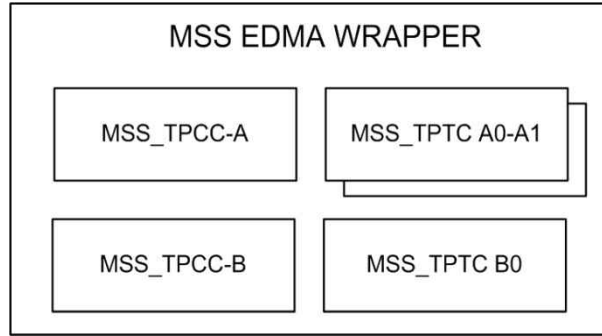 MSS EDMA WRAPPER
MSS_TPCC-A
MSS_TPTC A0-A1
MSS_TPCC-B
MSS_TPTC B0